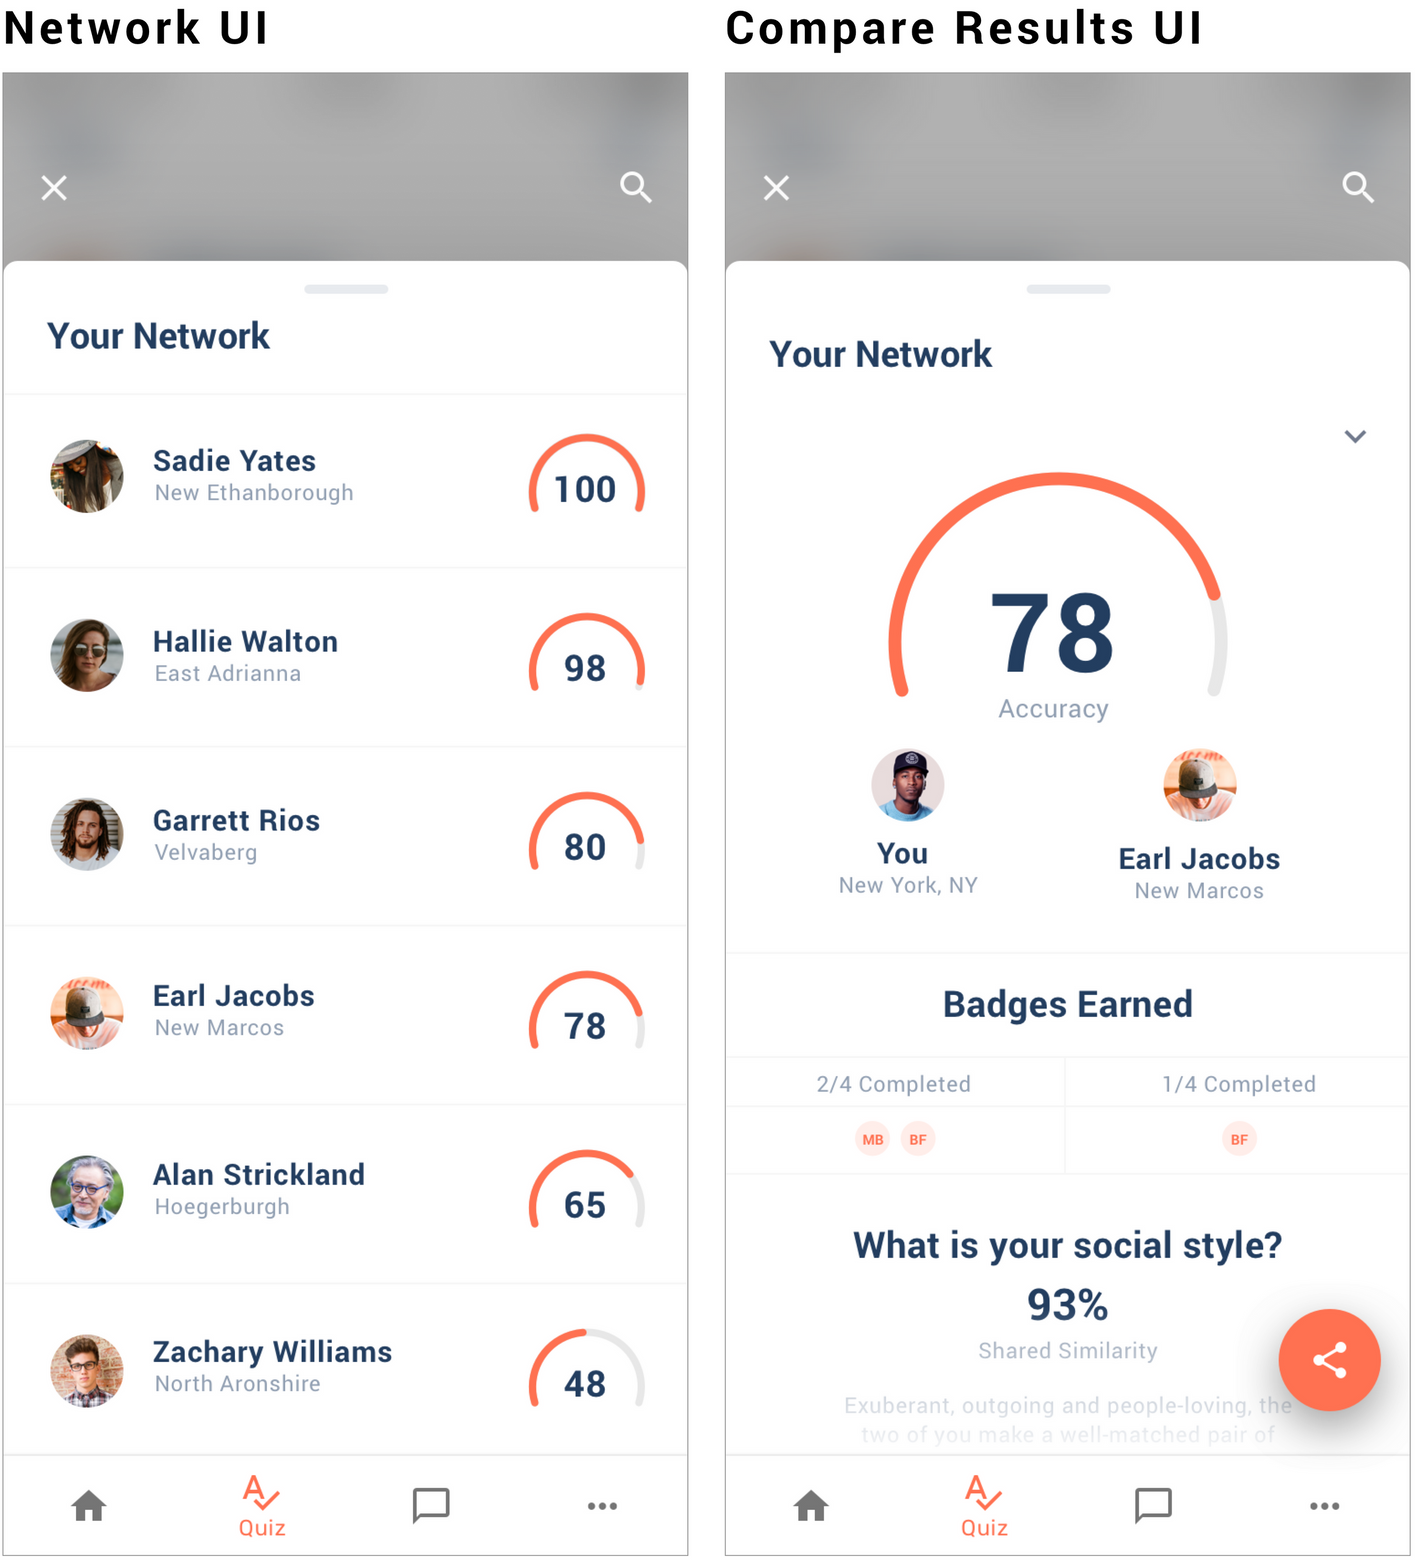 Network UI
Your Network
Sadie Yates
New Ethanborough
100
Hallie Walton
East Adrianna
98
Garrett Rios
Velvaberg
80
Earl Jacobs
New Marcos
78
Alan Strickland
Hoegerburgh
65
Zachary Williams
North Aronshire
48
Quiz
Compare Results UI
Your Network
78
Accuracy
You
New York, NY
Earl Jacobs
New Marcos
Badges Earned
2/4 Completed
1/4 Completed
MB BF
BF
What is your social style?
93%
Shared Similarity
Exuberant, outgoing and people-loving, the
two of you make a well-matched pair of
Quiz